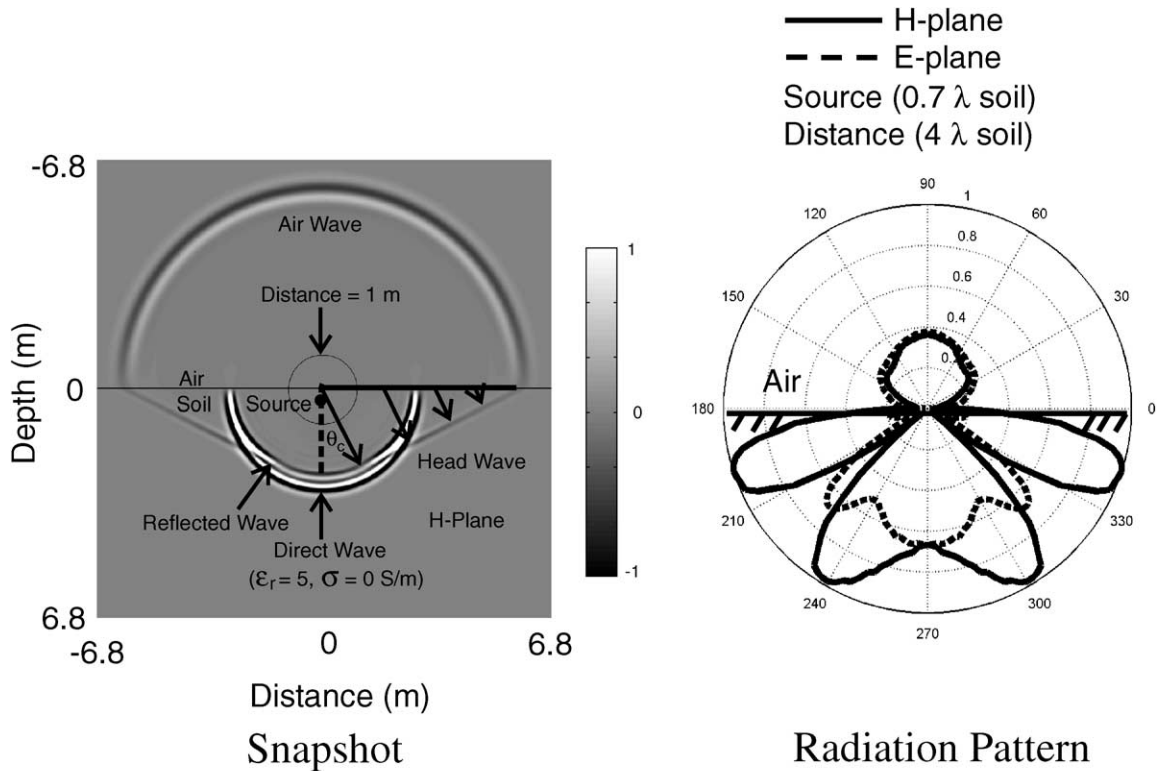 H-plane
E-plane
Source (0.7 λ soil)
Distance (4 λ soil)
-6.8
Air Wave
Distance = 1 m
Depth (m)
0
Air
Soil
Source
θc
Head Wave
Reflected Wave
H-Plane
Direct Wave
(εr = 5, σ = 0 S/m)
6.8
-6.8
0
6.8
Distance (m)
Snapshot
1
0
-1
90
1
120
60
0.8
0.6
150
30
0.4
0.2
Air
180
0
210
330
240
300
270
Radiation Pattern